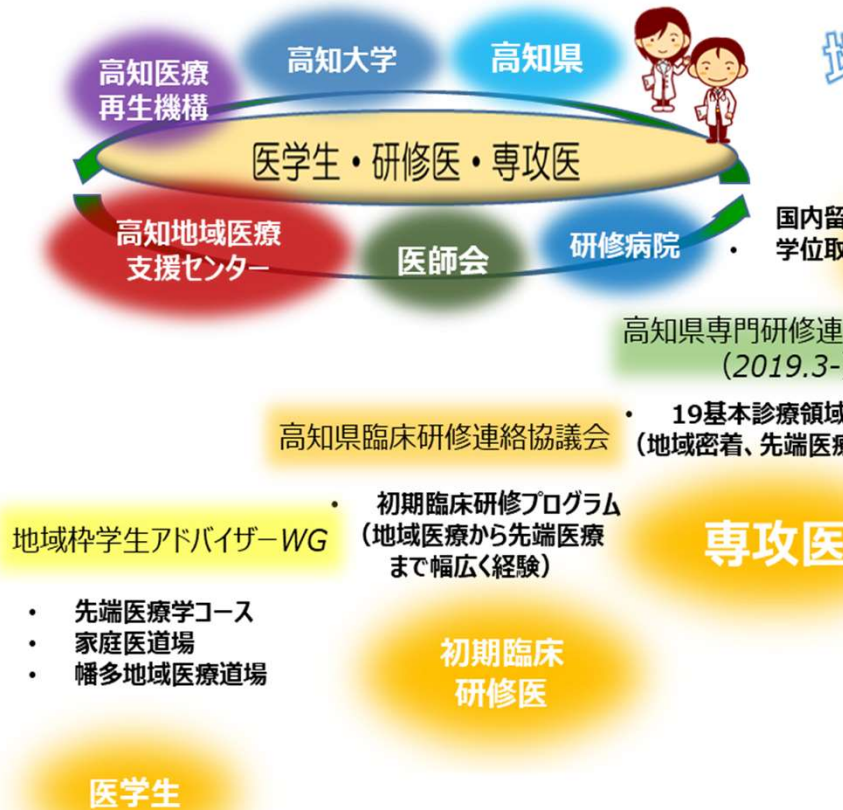 高知医療
再生機構
高知大学
高知県
医学生・研修医・専攻医
高知地域医療
支援センター
医師会
研修病院
国内留
・ 学位取
高知県専門研修連
（2019.3-
高知県臨床研修連絡協議会
・ 19基本診療領域
（地域密着、先端医療
地域枠学生アドバイザーWG
・ 初期臨床研修プログラム
（地域医療から先端医療
まで幅広く経験）
専攻医
・ 先端医療学コース
・ 家庭医道場
・ 幡多地域医療道場
初期臨床
研修医
医学生